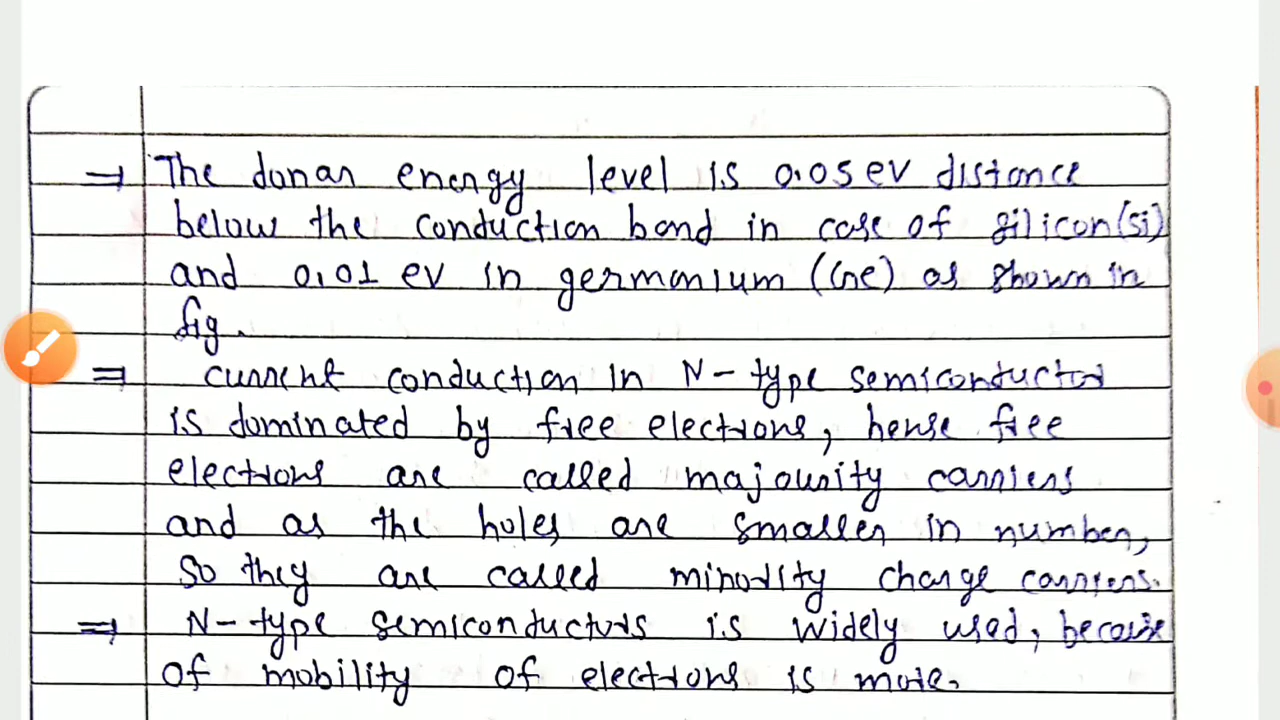 ⇒ The donar energy level is 0.05 ev distance
below the conduction band in case of silicon (si)
and 0.01 ev in germanium (Ge) as shown in
fig.
⇒ current conduction in N-type semiconductor
is dominated by free electrons, hense free
electrons are called majourity carriers
and as the holes are smaller in number,
so they are called minority charge carriers.
⇒ N-type semiconductors is widely used, because
of mobility of electrons is more.